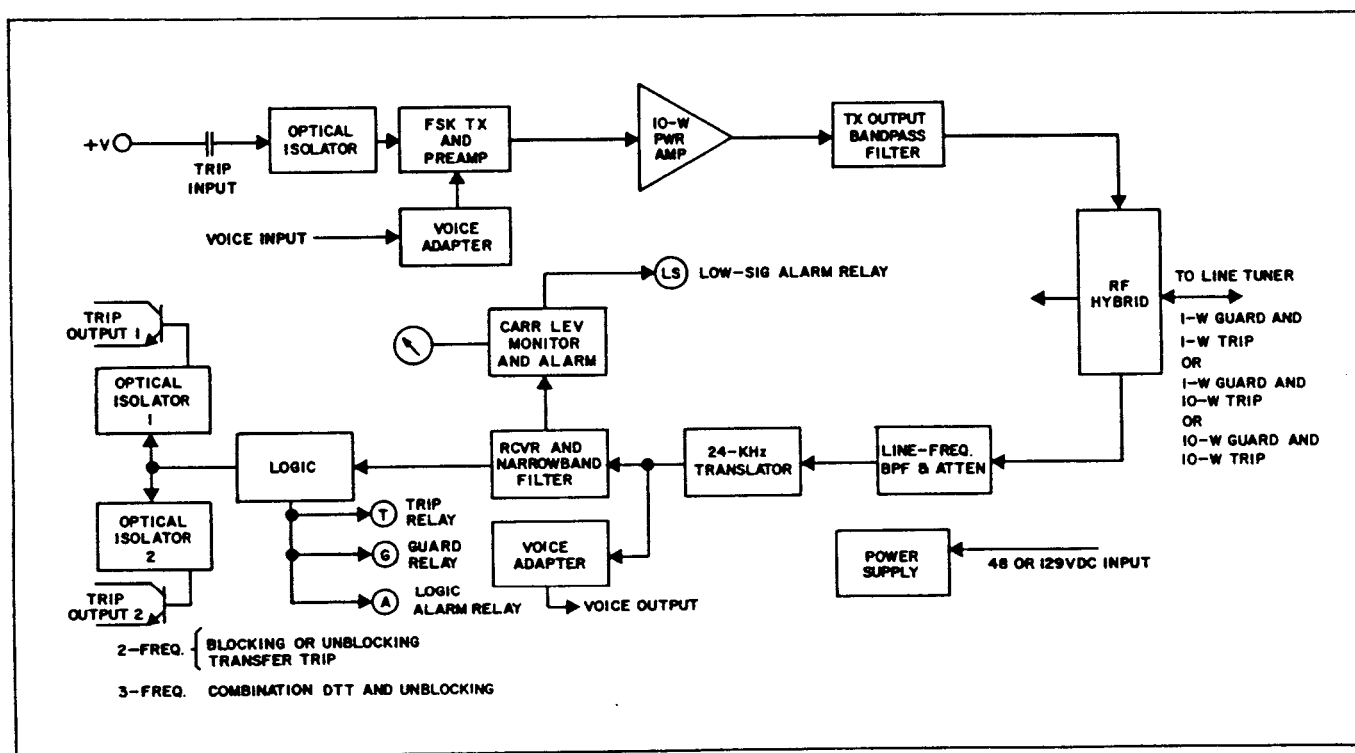 +V
TRIP
INPUT
OPTICAL
ISOLATOR
FSK TX
AND
PREAMP
10-W
PWR
AMP
TX OUTPUT
BANDPASS
FILTER
VOICE INPUT
VOICE
ADAPTER
RF
HYBRID
TO LINE TUNER
1-W GUARD AND
1-W TRIP
OR
1-W GUARD AND
10-W TRIP
OR
10-W GUARD AND
10-W TRIP
LS
LOW-SIG ALARM RELAY
CARR LEV
MONITOR
AND ALARM
TRIP
OUTPUT 1
OPTICAL
ISOLATOR
1
LOGIC
RCVR AND
NARROWBAND
FILTER
24-KHz
TRANSLATOR
LINE-FREQ.
BPF & ATTEN
OPTICAL
ISOLATOR
2
T
TRIP
RELAY
G
GUARD
RELAY
A
LOGIC
ALARM RELAY
VOICE
ADAPTER
VOICE OUTPUT
POWER
SUPPLY
48 OR 129VDC INPUT
TRIP
OUTPUT 2
2-FREQ. { BLOCKING OR UNBLOCKING
TRANSFER TRIP
3-FREQ. COMBINATION DTT AND UNBLOCKING